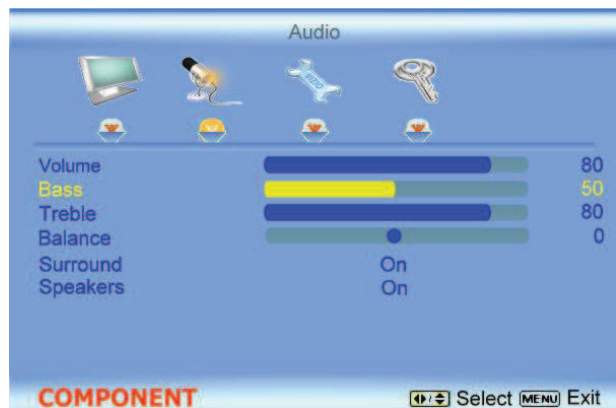 Audio
Volume 80
Bass 50
Treble 80
Balance 0
Surround On
Speakers On
COMPONENT Select MENU Exit